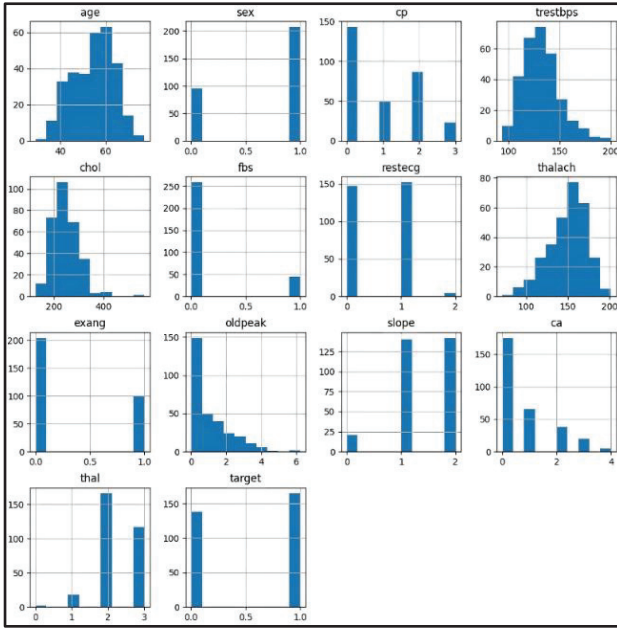 age
60
40
20
0
40 60
sex
200
150
100
50
0
0.0 0.5 1.0
cp
150
100
50
0
0 1 2 3
trestbps
60
40
20
0
100 150 200
chol
100
80
60
40
20
0
200 400
fbs
250
200
150
100
50
0
0.0 0.5 1.0
restecg
150
100
50
0
0 1 2
thalach
80
60
40
20
0
100 150 200
exang
200
150
100
50
0
0.0 0.5 1.0
oldpeak
150
100
50
0
0 2 4 6
slope
125
100
75
50
25
0
0 1 2
ca
150
100
50
0
0 2 4
thal
150
100
50
0
0 1 2 3
target
150
100
50
0
0.0 0.5 1.0